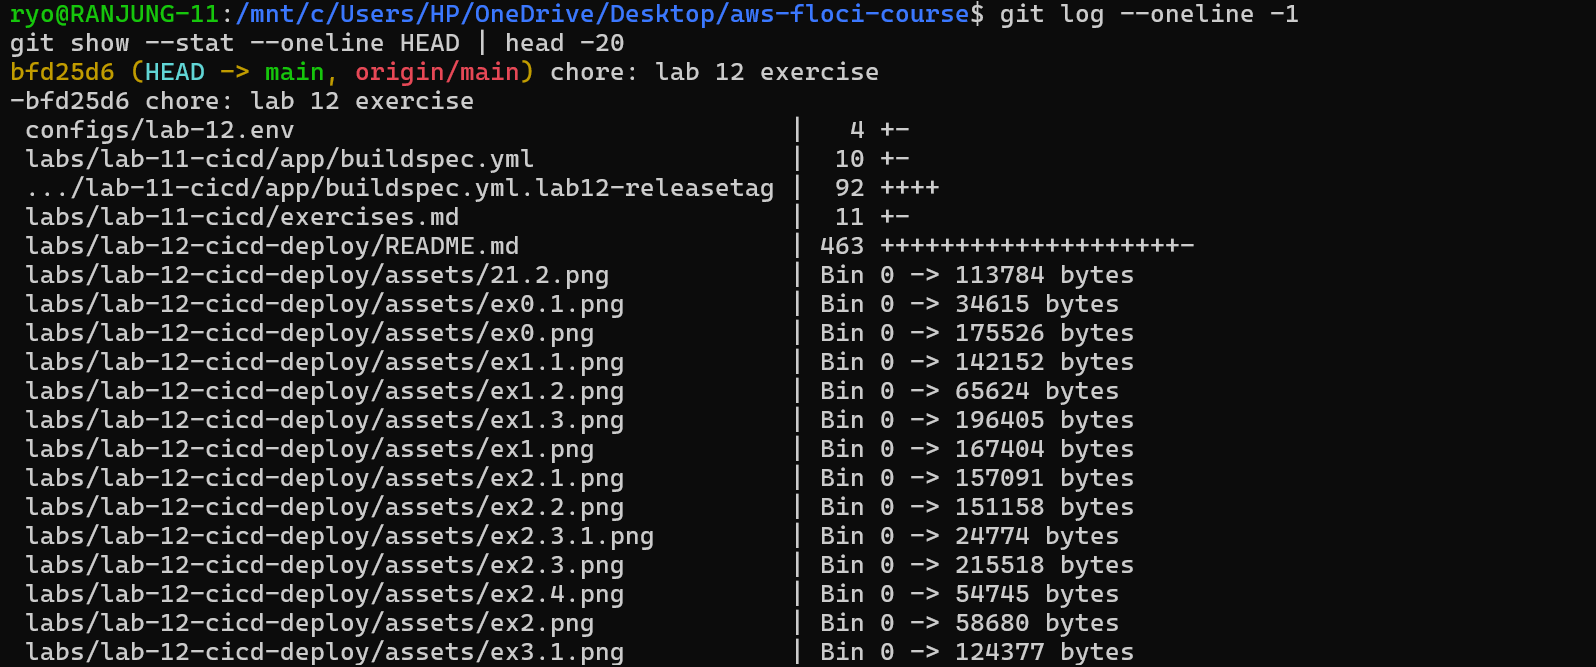 ryo@RANJUNG-11:/mnt/c/Users/HP/OneDrive/Desktop/aws-floci-course$ git log --oneline -1
git show --stat --oneline HEAD | head -20
bfd25d6 (HEAD -> main, origin/main) chore: lab 12 exercise
-bfd25d6 chore: lab 12 exercise
 configs/lab-12.env                                 |   4 +-
 labs/lab-11-cicd/app/buildspec.yml                 |  10 +-
 .../lab-11-cicd/app/buildspec.yml.lab12-releasetag |  92 ++++
 labs/lab-11-cicd/exercises.md                      |  11 +-
 labs/lab-12-cicd-deploy/README.md                  | 463 ++++++++++++++++++++-
 labs/lab-12-cicd-deploy/assets/21.2.png            | Bin 0 -> 113784 bytes
 labs/lab-12-cicd-deploy/assets/ex0.1.png           | Bin 0 -> 34615 bytes
 labs/lab-12-cicd-deploy/assets/ex0.png             | Bin 0 -> 175526 bytes
 labs/lab-12-cicd-deploy/assets/ex1.1.png           | Bin 0 -> 142152 bytes
 labs/lab-12-cicd-deploy/assets/ex1.2.png           | Bin 0 -> 65624 bytes
 labs/lab-12-cicd-deploy/assets/ex1.3.png           | Bin 0 -> 196405 bytes
 labs/lab-12-cicd-deploy/assets/ex1.png             | Bin 0 -> 167404 bytes
 labs/lab-12-cicd-deploy/assets/ex2.1.png           | Bin 0 -> 157091 bytes
 labs/lab-12-cicd-deploy/assets/ex2.2.png           | Bin 0 -> 151158 bytes
 labs/lab-12-cicd-deploy/assets/ex2.3.1.png         | Bin 0 -> 24774 bytes
 labs/lab-12-cicd-deploy/assets/ex2.3.png           | Bin 0 -> 215518 bytes
 labs/lab-12-cicd-deploy/assets/ex2.4.png           | Bin 0 -> 54745 bytes
 labs/lab-12-cicd-deploy/assets/ex2.png             | Bin 0 -> 58680 bytes
 labs/lab-12-cicd-deploy/assets/ex3.1.png           | Bin 0 -> 124377 bytes